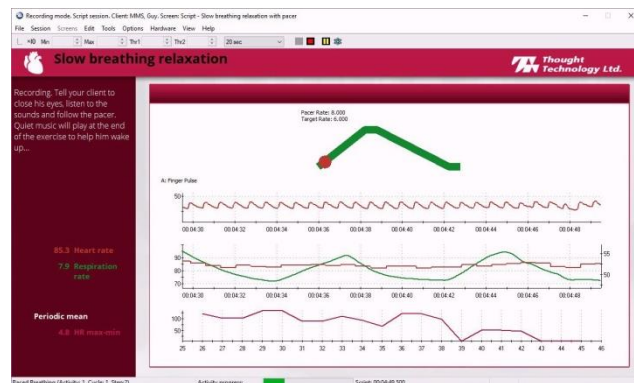 Recording mode. Script session. Client: MMS, Guy. Screen: Script - Slow breathing relaxation with pacer
File Session Screens Edit Tools Options Hardware View Help
Min Max Thr1 Thr2 20 sec
Slow breathing relaxation
Thought
Technology Ltd.
Recording. Tell your client to
close his eyes, listen to the
sounds and follow the pacer.
Quiet music will play at the end
of the exercise to help him wake
up...
Pacer Rate: 8.000
Target Rate: 6.000
A: Finger Pulse
50
00:04:30 00:04:32 00:04:34 00:04:36 00:04:38 00:04:40 00:04:42 00:04:44 00:04:46 00:04:48
85.3 Heart rate
7.9 Respiration
rate
90
80
70
55
50
00:04:30 00:04:32 00:04:34 00:04:36 00:04:38 00:04:40 00:04:42 00:04:44 00:04:46 00:04:48
Periodic mean
4.8 HR max-min
100
50
25 26 27 28 29 30 31 32 33 34 35 36 37 38 39 40 41 42 43 44 45 46